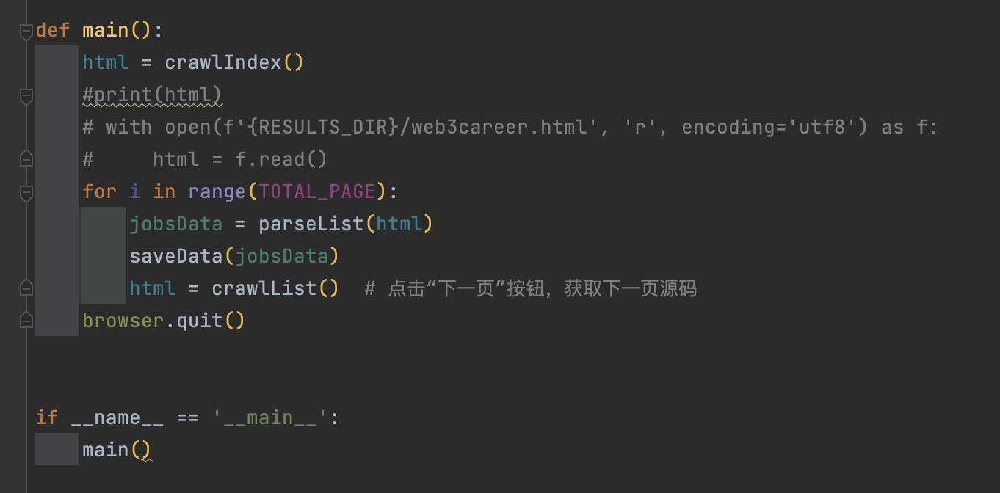 def main():
    html = crawlIndex()
    #print(html)
    # with open(f'{RESULTS_DIR}/web3career.html', 'r', encoding='utf8') as f:
    #     html = f.read()
    for i in range(TOTAL_PAGE):
        jobsData = parseList(html)
        saveData(jobsData)
        html = crawlList()  # 点击“下一页”按钮，获取下一页源码
    browser.quit()
if __name__ == '__main__':
    main()